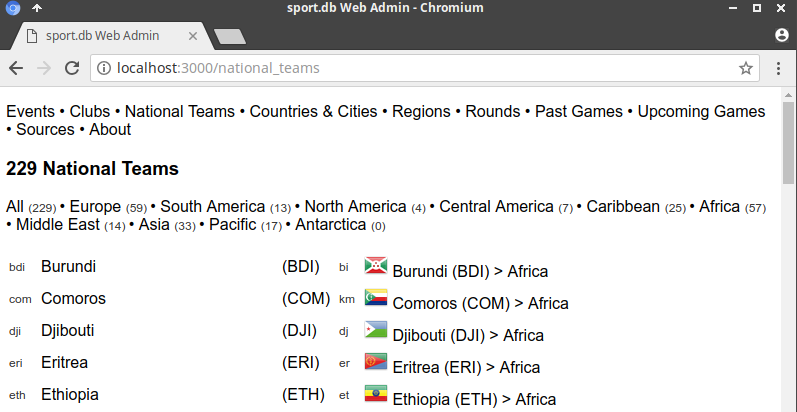 sport.db Web Admin - Chromium
sport.db Web Admin
localhost:3000/national_teams
Events • Clubs • National Teams • Countries & Cities • Regions • Rounds • Past Games • Upcoming Games
• Sources • About
229 National Teams
All (229) • Europe (59) • South America (13) • North America (4) • Central America (7) • Caribbean (25) • Africa (57)
• Middle East (14) • Asia (33) • Pacific (17) • Antarctica (0)
bdi Burundi (BDI) bi Burundi (BDI) > Africa
com Comoros (COM) km Comoros (COM) > Africa
dji Djibouti (DJI) dj Djibouti (DJI) > Africa
eri Eritrea (ERI) er Eritrea (ERI) > Africa
eth Ethiopia (ETH) et Ethiopia (ETH) > Africa